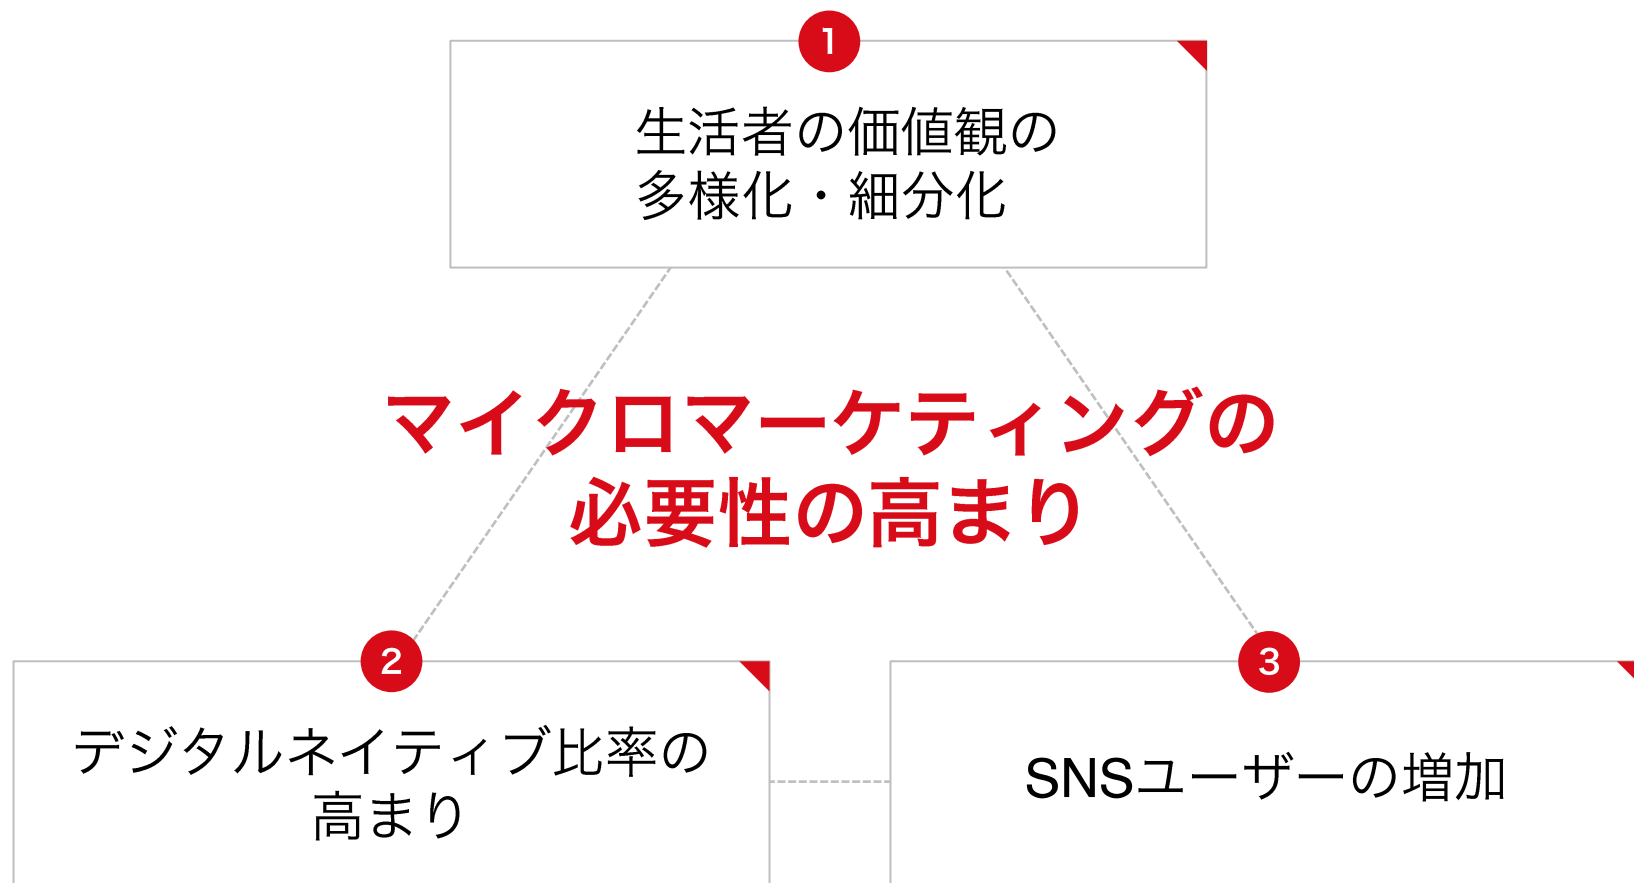 1
生活者の価値観の
多様化・細分化
マイクロマーケティングの
必要性の高まり
2
デジタルネイティブ比率の
高まり
3
SNSユーザーの増加